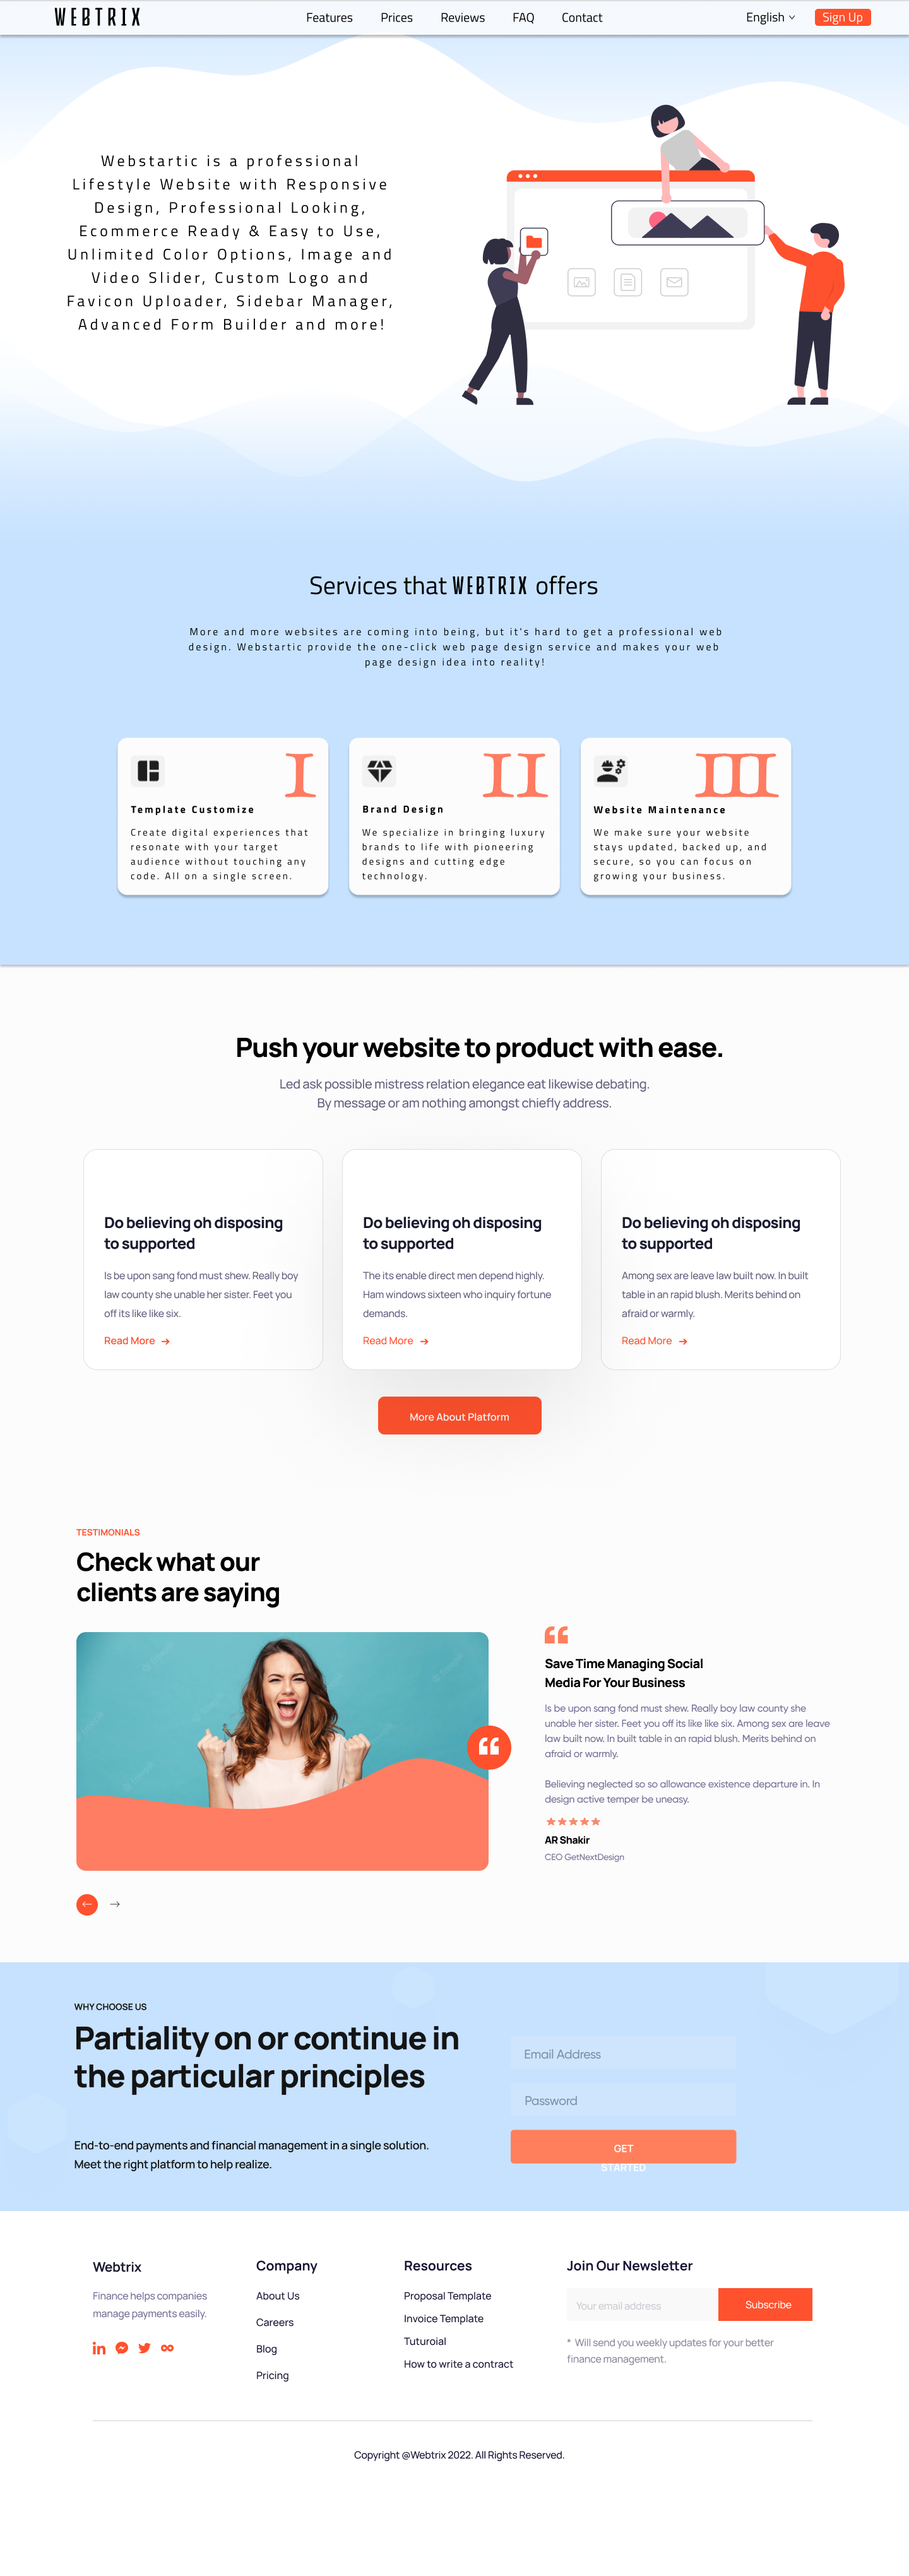 WEBTRIX
Features Prices Reviews FAQ Contact
English
Sign Up
Webstartic is a professional
Lifestyle Website with Responsive
Design, Professional Looking,
Ecommerce Ready & Easy to Use,
Unlimited Color Options, Image and
Video Slider, Custom Logo and
Favicon Uploader, Sidebar Manager,
Advanced Form Builder and more!
Services that WEBTRIX offers
More and more websites are coming into being, but it's hard to get a professional web
design. Webstartic provide the one-click web page design service and makes your web
page design idea into reality!
I
Template Customize
Create digital experiences that
resonate with your target
audience without touching any
code. All on a single screen.
II
Brand Design
We specialize in bringing luxury
brands to life with pioneering
designs and cutting edge
technology.
III
Website Maintenance
We make sure your website
stays updated, backed up, and
secure, so you can focus on
growing your business.
Push your website to product with ease.
Led ask possible mistress relation elegance eat likewise debating.
By message or am nothing amongst chiefly address.
Do believing oh disposing
to supported
Is be upon sang fond must shew. Really boy
law county she unable her sister. Feet you
off its like like six.
Read More
Do believing oh disposing
to supported
The its enable direct men depend highly.
Ham windows sixteen who inquiry fortune
demands.
Read More
Do believing oh disposing
to supported
Among sex are leave law built now. In built
table in an rapid blush. Merits behind on
afraid or warmly.
Read More
More About Platform
TESTIMONIALS
Check what our
clients are saying
Save Time Managing Social
Media For Your Business
Is be upon sang fond must shew. Really boy law county she
unable her sister. Feet you off its like like six. Among sex are leave
law built now. In built table in an rapid blush. Merits behind on
afraid or warmly.
Believing neglected so so allowance existence departure in. In
design active temper be uneasy.
AR Shakir
CEO GetNextDesign
WHY CHOOSE US
Partiality on or continue in
the particular principles
End-to-end payments and financial management in a single solution.
Meet the right platform to help realize.
Email Address
Password
GET
STARTED
Webtrix
Finance helps companies
manage payments easily.
Company
About Us
Careers
Blog
Pricing
Resources
Proposal Template
Invoice Template
Tuturoial
How to write a contract
Join Our Newsletter
Your email address
Subscribe
* Will send you weekly updates for your better
finance management.
Copyright @Webtrix 2022. All Rights Reserved.